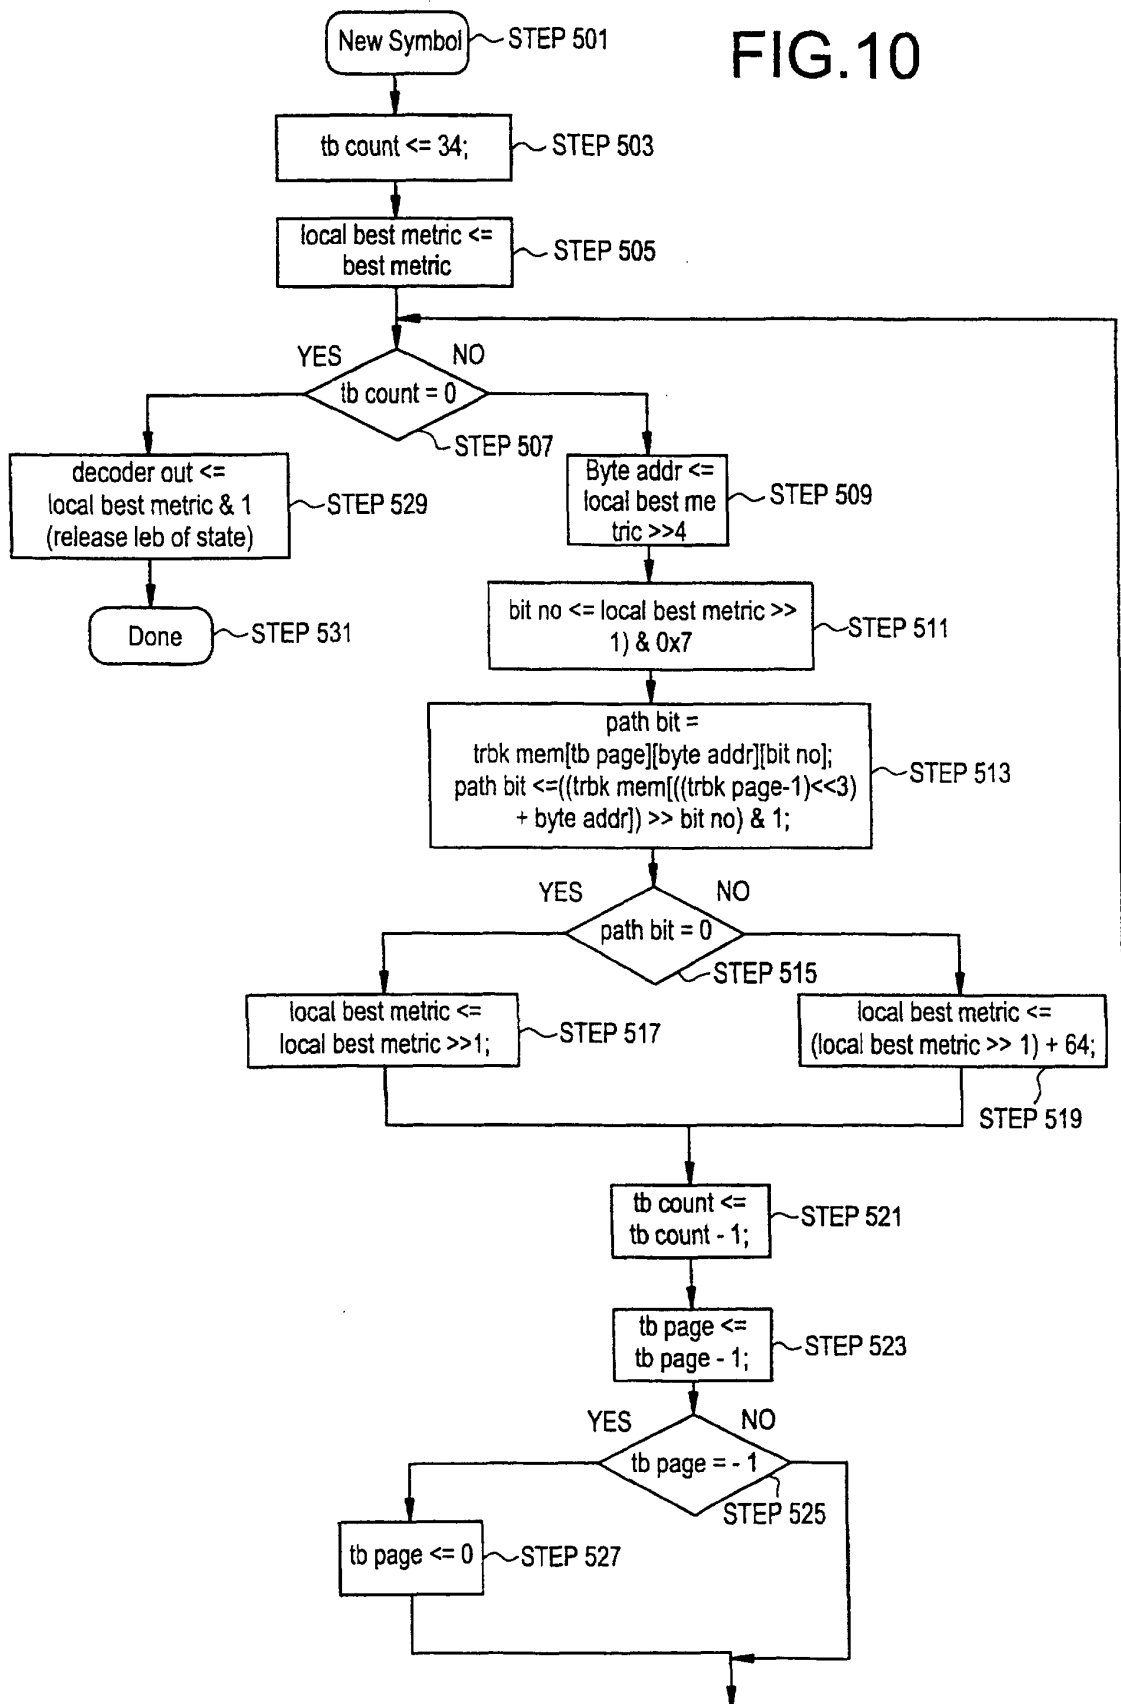 FIG.10
New Symbol
STEP 501
tb count <= 34;
STEP 503
local best metric <=
best metric
STEP 505
YES
NO
tb count = 0
STEP 507
decoder out <=
local best metric & 1
(release leb of state)
STEP 529
Done
STEP 531
Byte addr <=
local best me
tric >>4
STEP 509
bit no <= local best metric >>
1) & 0x7
STEP 511
path bit =
trbk mem[tb page][byte addr][bit no];
path bit <=((trbk mem[((trbk page-1)<<3)
+ byte addr]) >> bit no) & 1;
STEP 513
YES
NO
path bit = 0
STEP 515
local best metric <=
local best metric >>1;
STEP 517
local best metric <=
(local best metric >> 1) + 64;
STEP 519
tb count <=
tb count - 1;
STEP 521
tb page <=
tb page - 1;
STEP 523
YES
NO
tb page = - 1
STEP 525
tb page <= 0
STEP 527